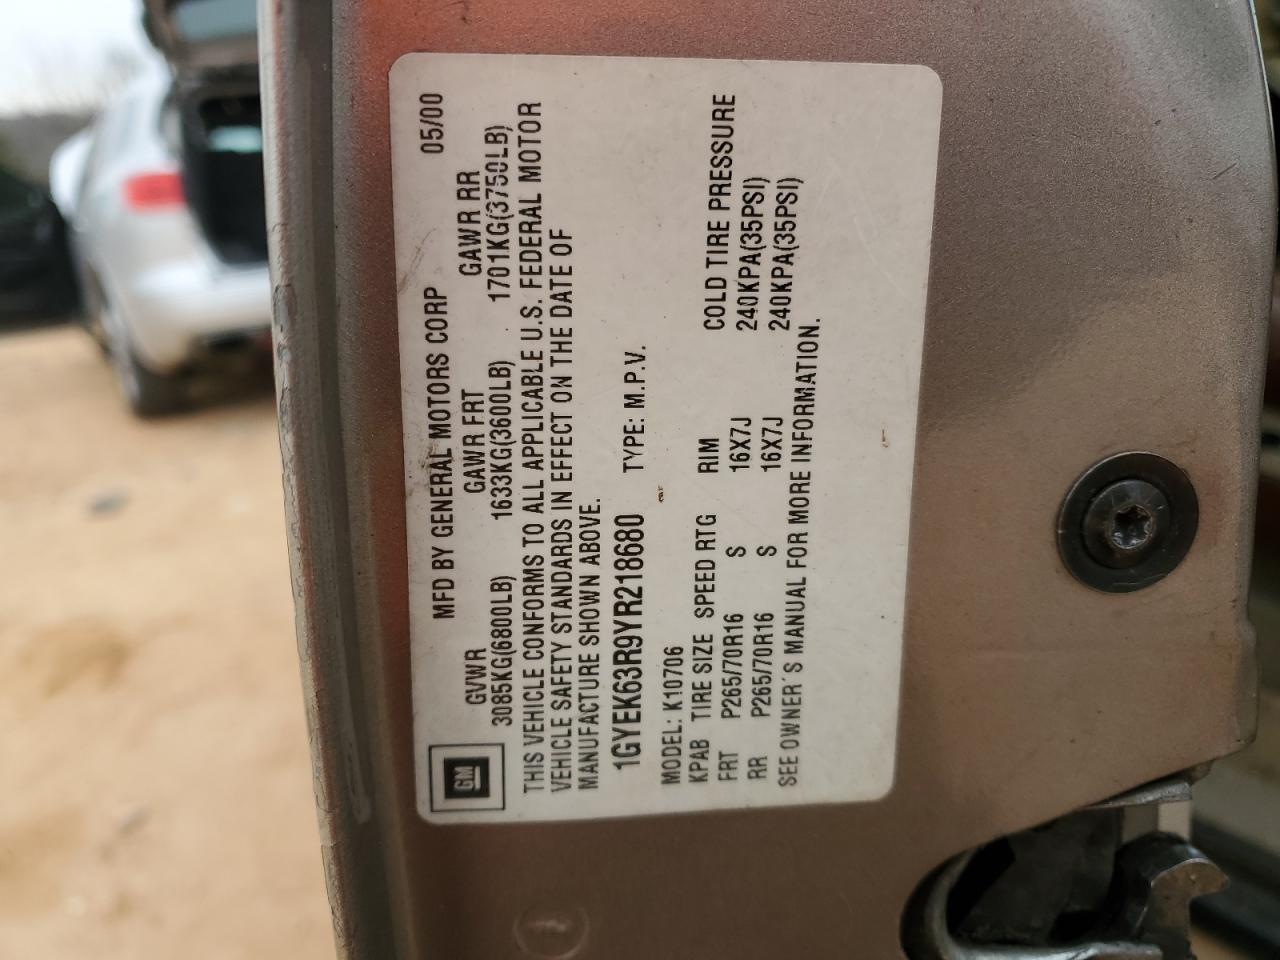 MFD BY GENERAL MOTORS CORP 05/00
GM
GVWR GAWR FRT GAWR RR
3085KG(6800LB) 1633KG(3600LB) 1701KG(3750LB)
THIS VEHICLE CONFORMS TO ALL APPLICABLE U.S. FEDERAL MOTOR
VEHICLE SAFETY STANDARDS IN EFFECT ON THE DATE OF
MANUFACTURE SHOWN ABOVE.
1GYEK63R9YR218680 TYPE: M.P.V.
MODEL: K10706
KPAB TIRE SIZE SPEED RTG RIM COLD TIRE PRESSURE
FRT P265/70R16 S 16X7J 240KPA(35PSI)
RR P265/70R16 S 16X7J 240KPA(35PSI)
SEE OWNER'S MANUAL FOR MORE INFORMATION.